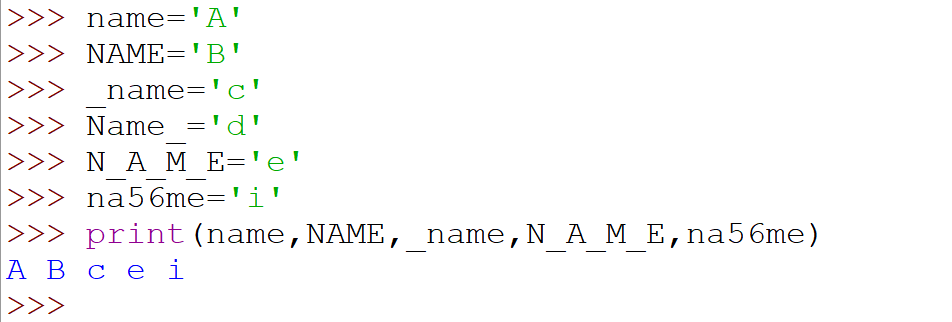 >>> name='A'
>>> NAME='B'
>>> _name='c'
>>> Name_='d'
>>> N_A_M_E='e'
>>> na56me='i'
>>> print(name,NAME,_name,N_A_M_E,na56me)
A B c e i
>>>